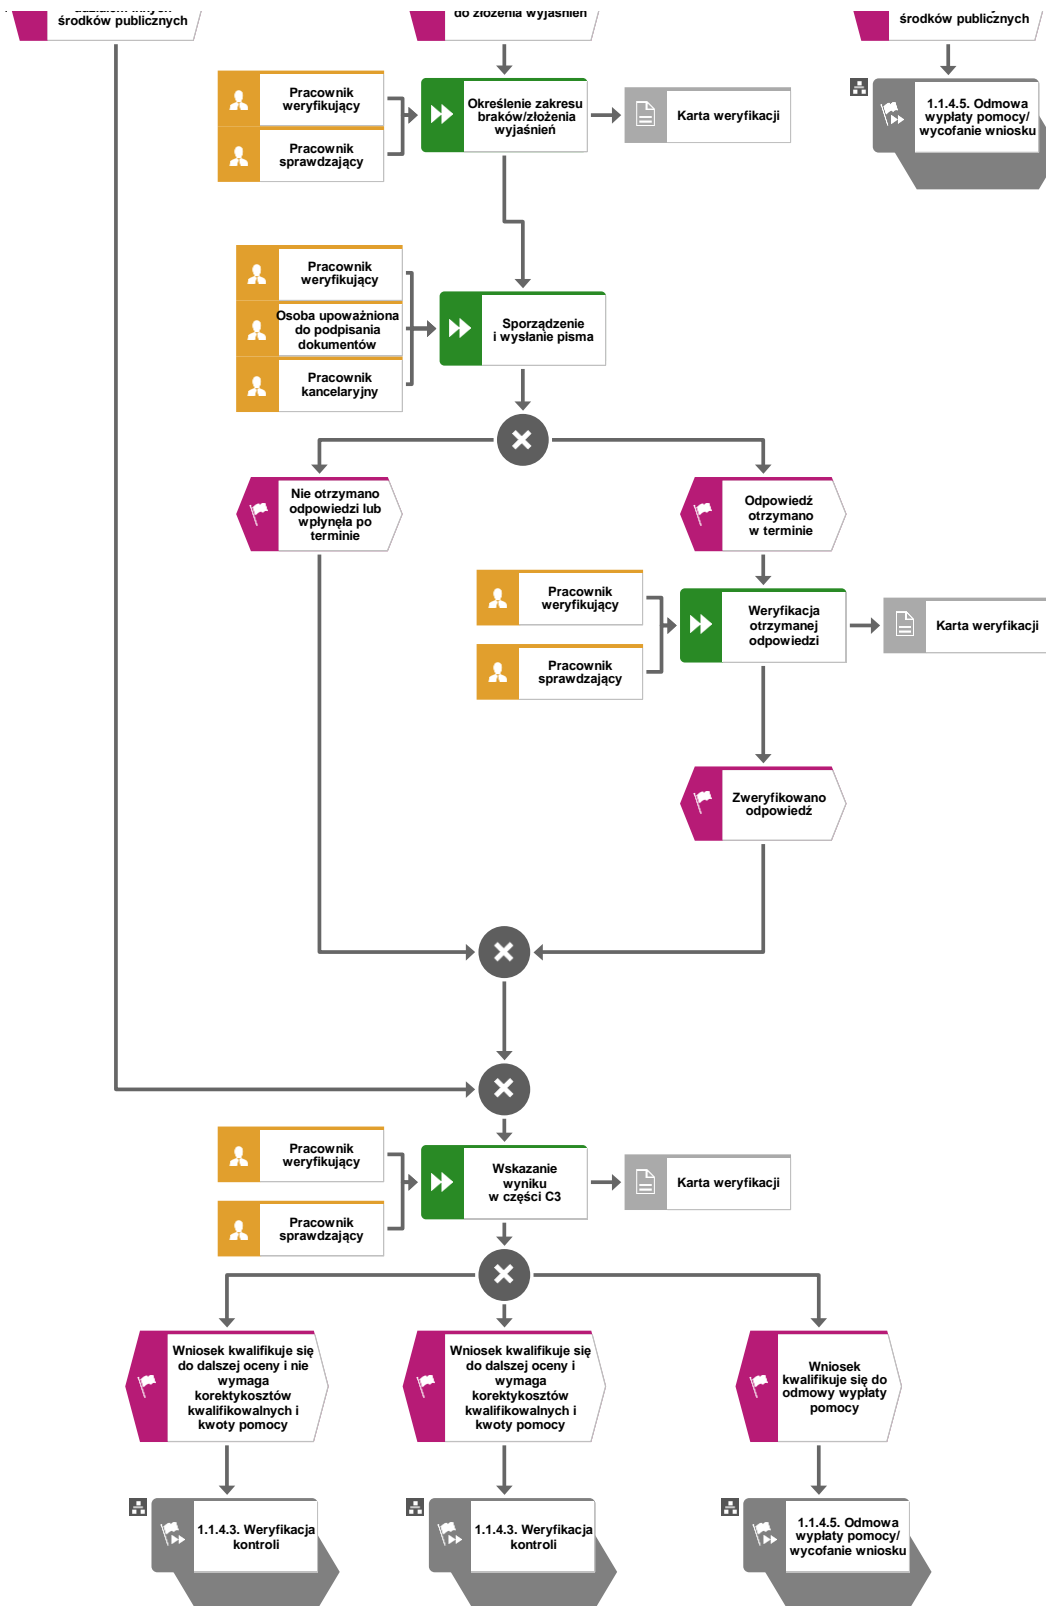 środków publicznych
do złożenia wyjaśnień
środków publicznych
Pracownik
weryfikujący
Pracownik
sprawdzający
Określenie zakresu
braków/złożenia
wyjaśnień
Karta weryfikacji
1.1.4.5. Odmowa
wypłaty pomocy/
wycofanie wniosku
Pracownik
weryfikujący
Osoba upoważniona
do podpisania
dokumentów
Pracownik
kancelaryjny
Sporządzenie
i wysłanie pisma
Nie otrzymano
odpowiedzi lub
wpłynęła po
terminie
Odpowiedź
otrzymano
w terminie
Pracownik
weryfikujący
Pracownik
sprawdzający
Weryfikacja
otrzymanej
odpowiedzi
Karta weryfikacji
Zweryfikowano
odpowiedź
Pracownik
weryfikujący
Pracownik
sprawdzający
Wskazanie
wyniku
w części C3
Karta weryfikacji
Wniosek kwalifikuje się
do dalszej oceny i nie
wymaga
korektykosztów
kwalifikowalnych i
kwoty pomocy
Wniosek kwalifikuje się
do dalszej oceny i
wymaga
korektykosztów
kwalifikowalnych i
kwoty pomocy
Wniosek
kwalifikuje się do
odmowy wypłaty
pomocy
1.1.4.3. Weryfikacja
kontroli
1.1.4.3. Weryfikacja
kontroli
1.1.4.5. Odmowa
wypłaty pomocy/
wycofanie wniosku